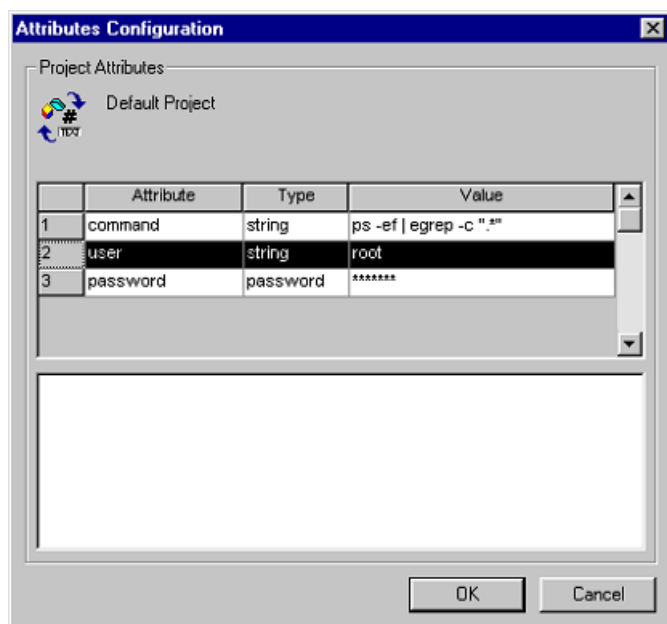 Attributes Configuration
Project Attributes
#
TEXT
Default Project
Attribute Type Value
1 command string ps -ef | egrep -c ".*"
2 user string root
3 password password *******
OK Cancel